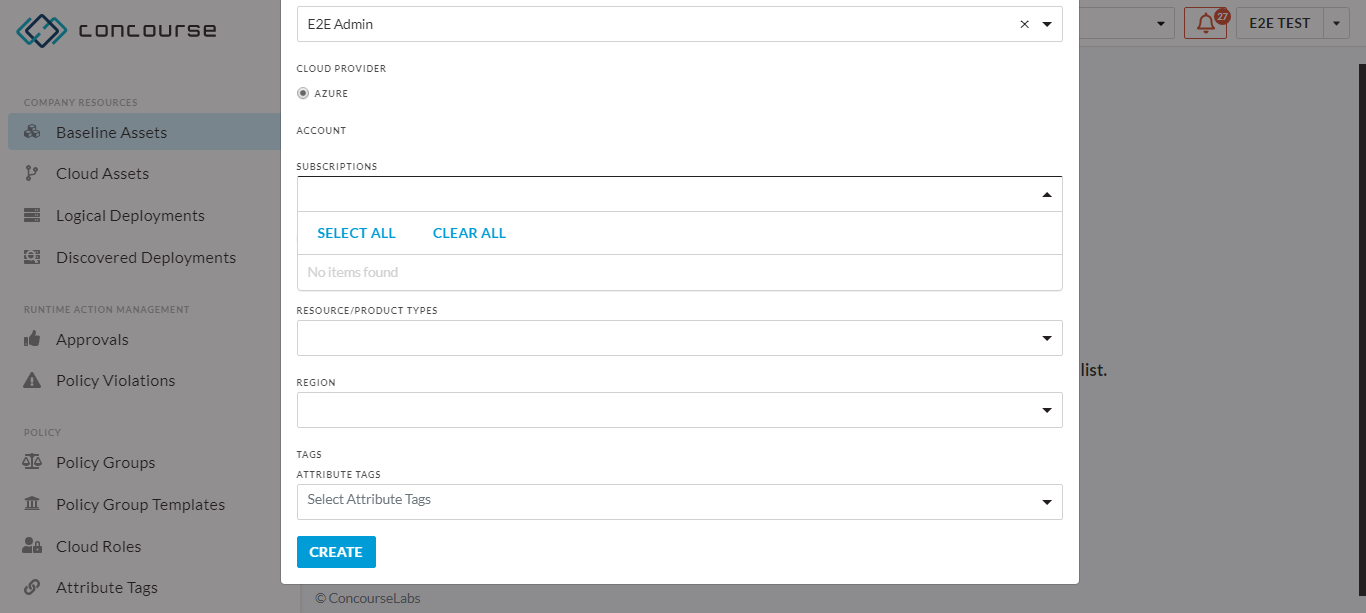 concourse
COMPANY RESOURCES
Baseline Assets
Cloud Assets
Logical Deployments
Discovered Deployments
RUNTIME ACTION MANAGEMENT
Approvals
Policy Violations
POLICY
Policy Groups
Policy Group Templates
Cloud Roles
Attribute Tags
E2E Admin
CLOUD PROVIDER
AZURE
ACCOUNT
SUBSCRIPTIONS
SELECT ALL CLEAR ALL
No items found
RESOURCE/PRODUCT TYPES
REGION
TAGS
ATTRIBUTE TAGS
Select Attribute Tags
CREATE
27
E2E TEST
list.
© ConcourseLabs